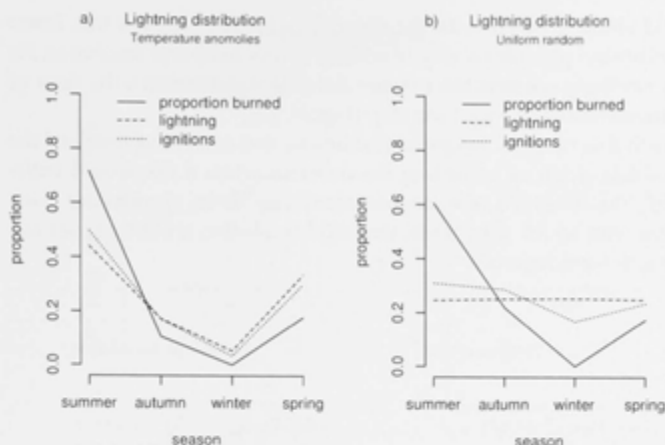 a) Lightning distribution
Temperature anomolies
proportion burned
lightning
ignitions
1.0
0.8
0.6
0.4
0.2
0.0
proportion
summer autumn winter spring
season
b) Lightning distribution
Uniform random
proportion burned
lightning
ignitions
1.0
0.8
0.6
0.4
0.2
0.0
proportion
summer autumn winter spring
season